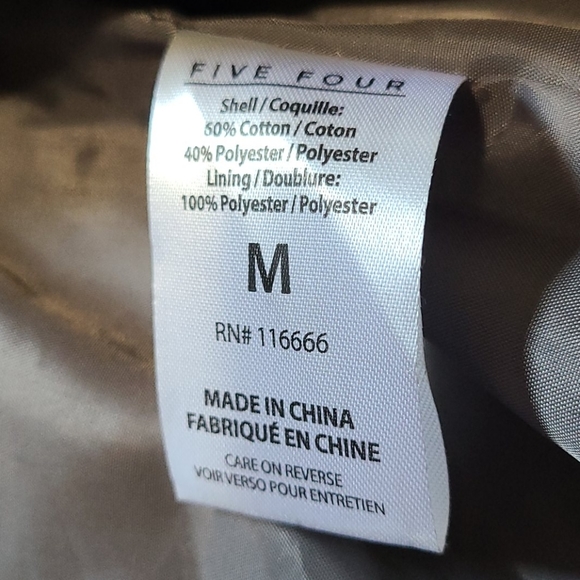 FIVE FOUR
Shell / Coquille:
60% Cotton / Coton
40% Polyester / Polyester
Lining / Doublure:
100% Polyester / Polyester
M
RN# 116666
MADE IN CHINA
FABRIQUÉ EN CHINE
CARE ON REVERSE
VOIR VERSO POUR ENTRETIEN